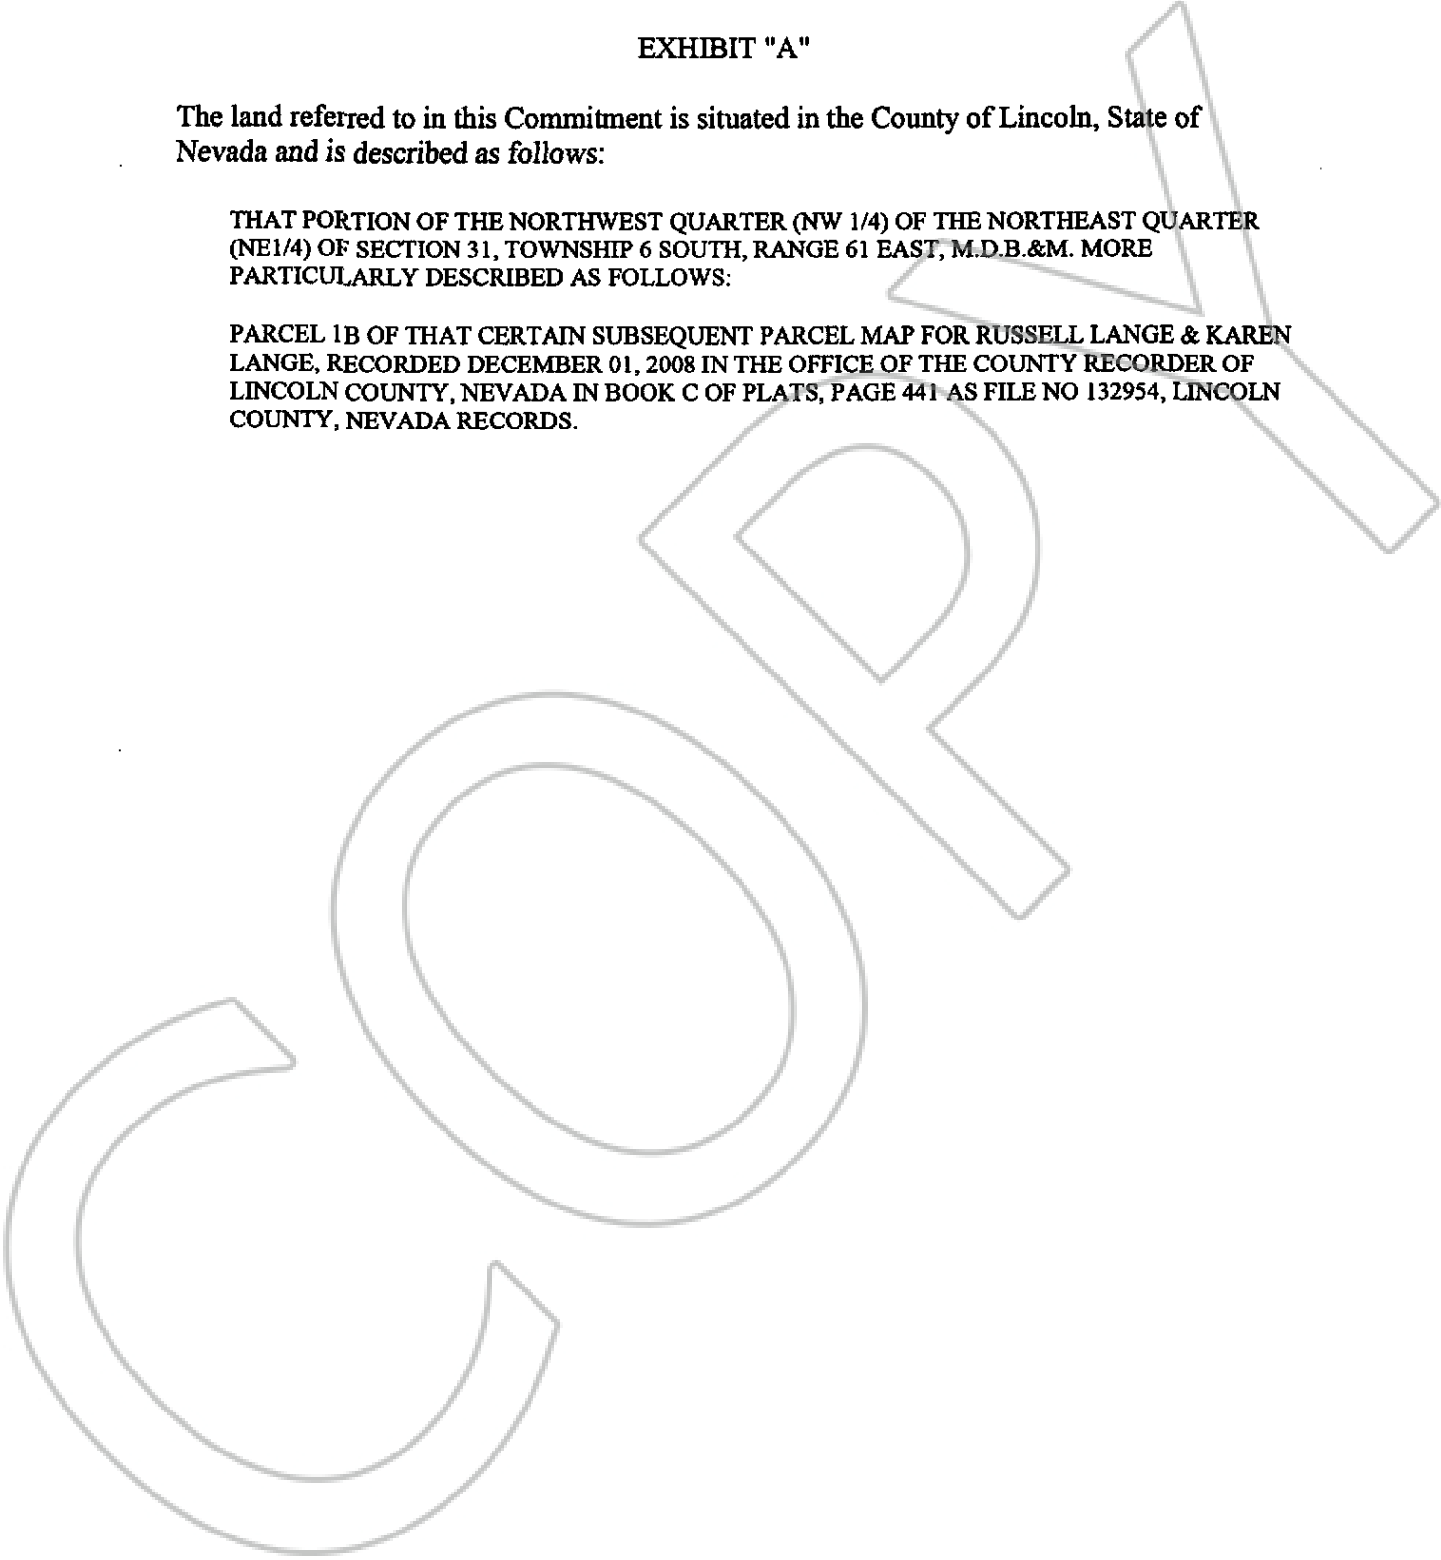 EXHIBIT "A"
The land referred to in this Commitment is situated in the County of Lincoln, State of
Nevada and is described as follows:
THAT PORTION OF THE NORTHWEST QUARTER (NW 1/4) OF THE NORTHEAST QUARTER
(NE1/4) OF SECTION 31, TOWNSHIP 6 SOUTH, RANGE 61 EAST, M.D.B.&M. MORE
PARTICULARLY DESCRIBED AS FOLLOWS:
PARCEL 1B OF THAT CERTAIN SUBSEQUENT PARCEL MAP FOR RUSSELL LANGE & KAREN
LANGE, RECORDED DECEMBER 01, 2008 IN THE OFFICE OF THE COUNTY RECORDER OF
LINCOLN COUNTY, NEVADA IN BOOK C OF PLATS, PAGE 441 AS FILE NO 132954, LINCOLN
COUNTY, NEVADA RECORDS.
COPY